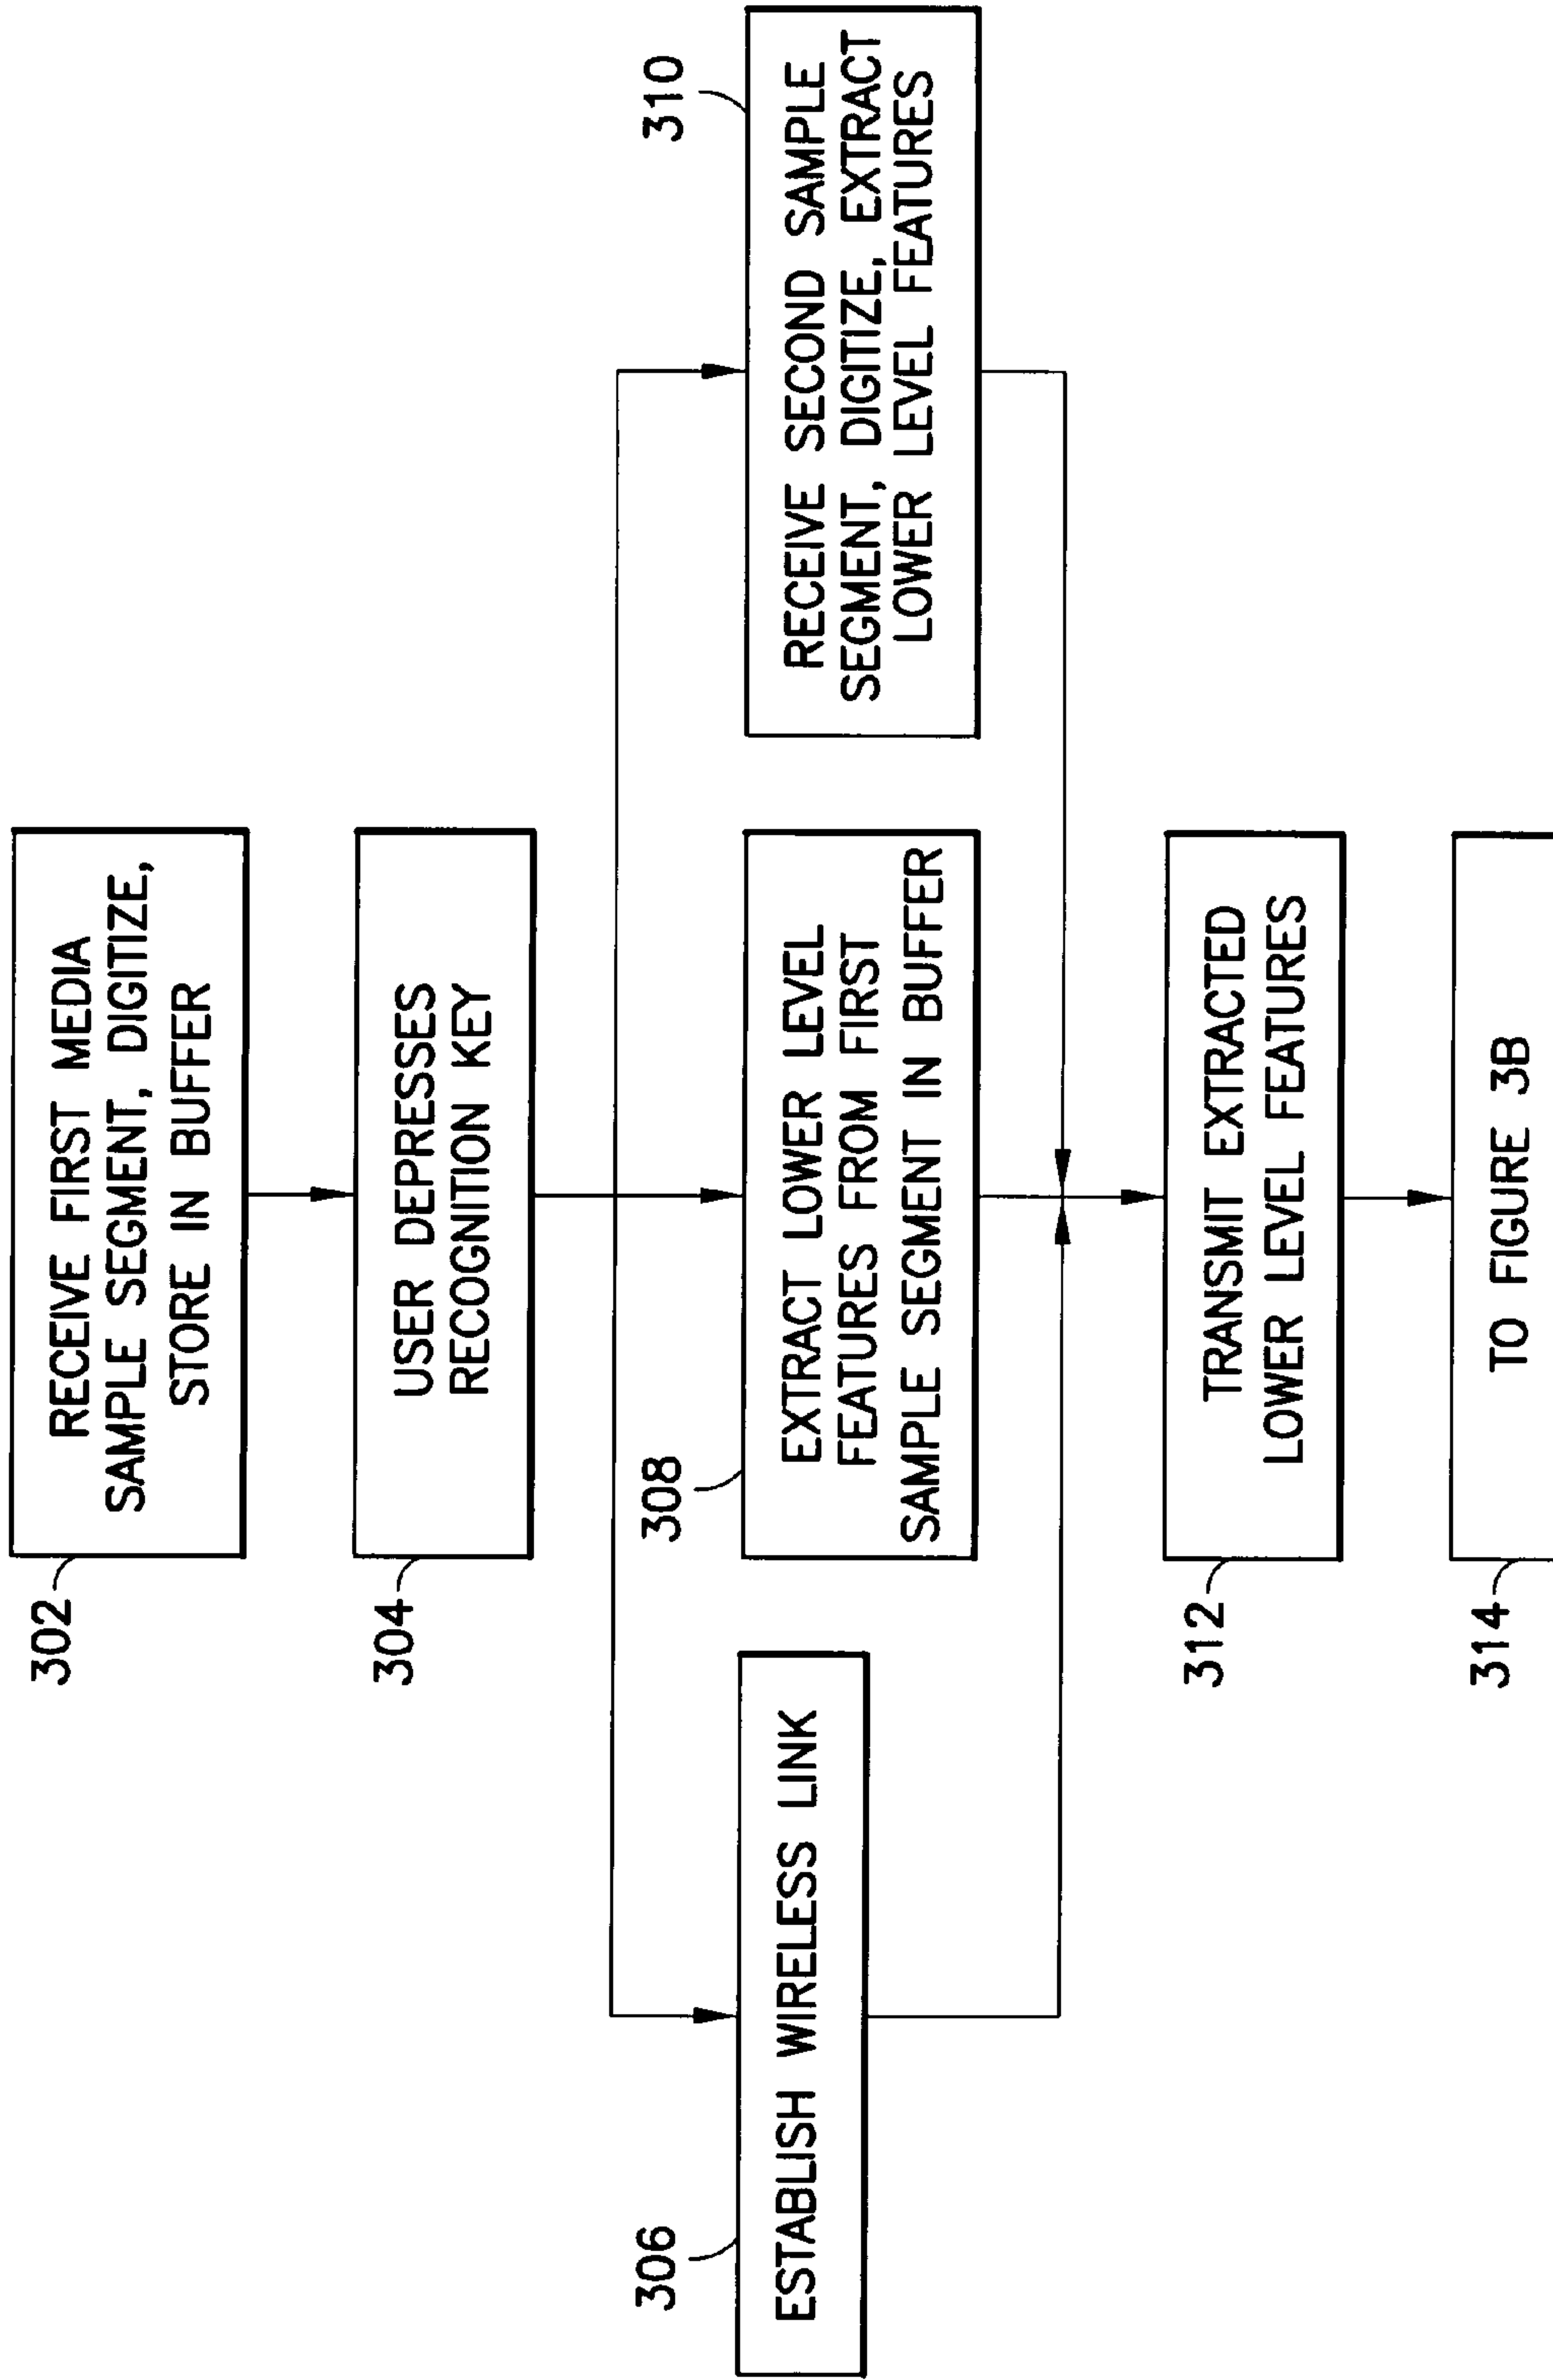 302
RECEIVE FIRST MEDIA
SAMPLE SEGMENT, DIGITIZE,
STORE IN BUFFER
304
USER DEPRESSES
RECOGNITION KEY
306
ESTABLISH WIRELESS LINK
308
EXTRACT LOWER LEVEL
FEATURES FROM FIRST
SAMPLE SEGMENT IN BUFFER
310
RECEIVE SECOND SAMPLE
SEGMENT, DIGITIZE, EXTRACT
LOWER LEVEL FEATURES
312
TRANSMIT EXTRACTED
LOWER LEVEL FEATURES
314
TO FIGURE 3B